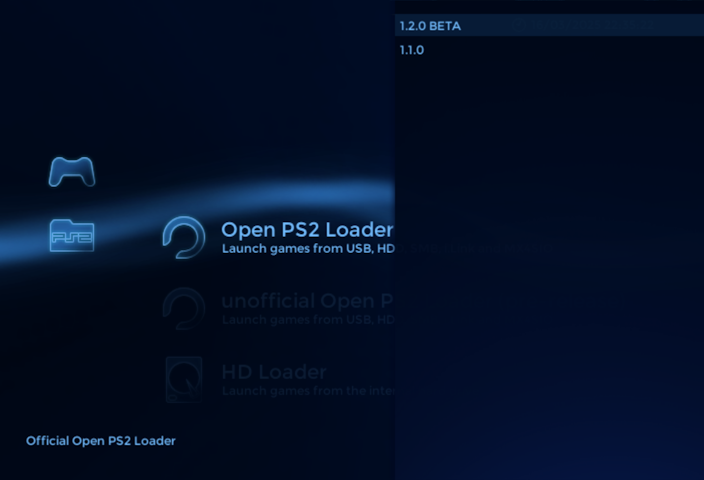 1.2.0 BETA
1.1.0
PS2
Open PS2 Loader
Launch games from USB, HD
unofficial Open P
Launch games from USB, HD
HD Loader
Launch games from the inte
Official Open PS2 Loader